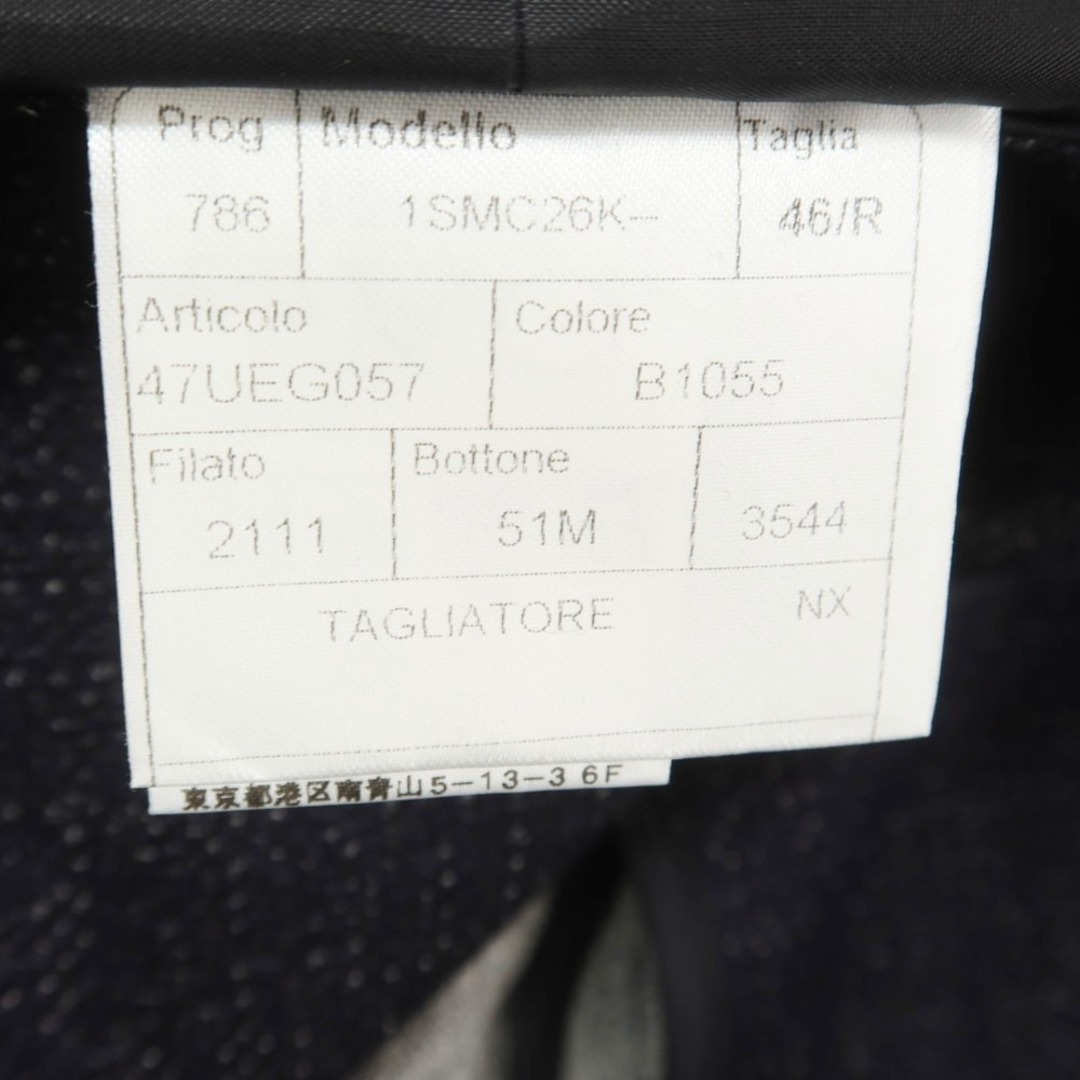 Prog Modello Taglia
786 1SMC26K- 46/R
Articolo Colore
47UEG057 B1055
Filato Bottone
2111 51M 3544
TAGLIATORE NX
東京都港区南青山5-13-3 6F